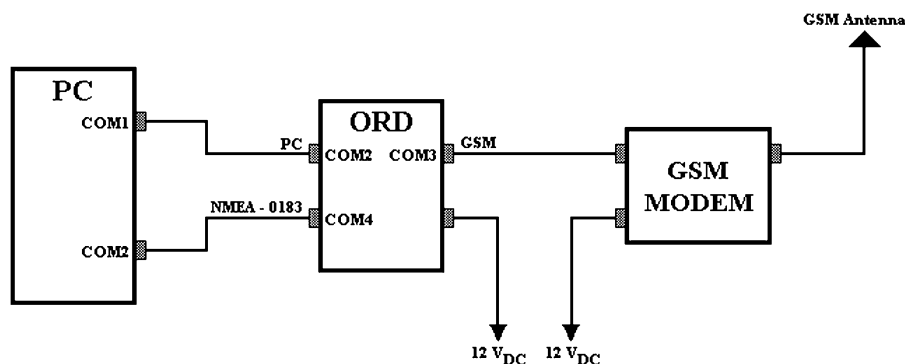 GSM Antenna
PC
COM1
COM2
PC
NMEA - 0183
ORD
COM2
COM3
COM4
GSM
GSM
MODEM
12 VDC
12 VDC